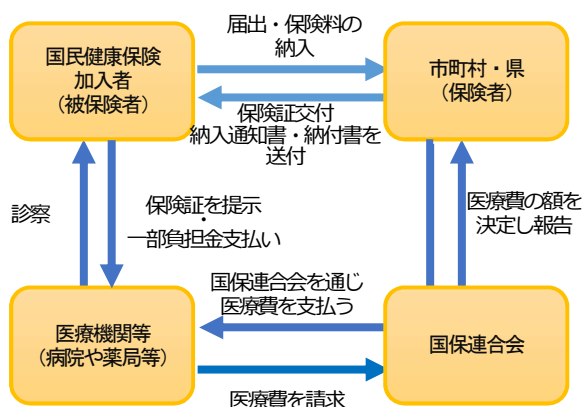 届出・保険料の
納入
国民健康保険
加入者
（被保険者）
市町村・県
（保険者）
保険証交付
納入通知書・納付書を
送付
診察
保険証を提示
・
一部負担金支払い
医療費の額を
決定し報告
国保連合会を通じ
医療費を支払う
医療機関等
（病院や薬局等）
国保連合会
医療費を請求